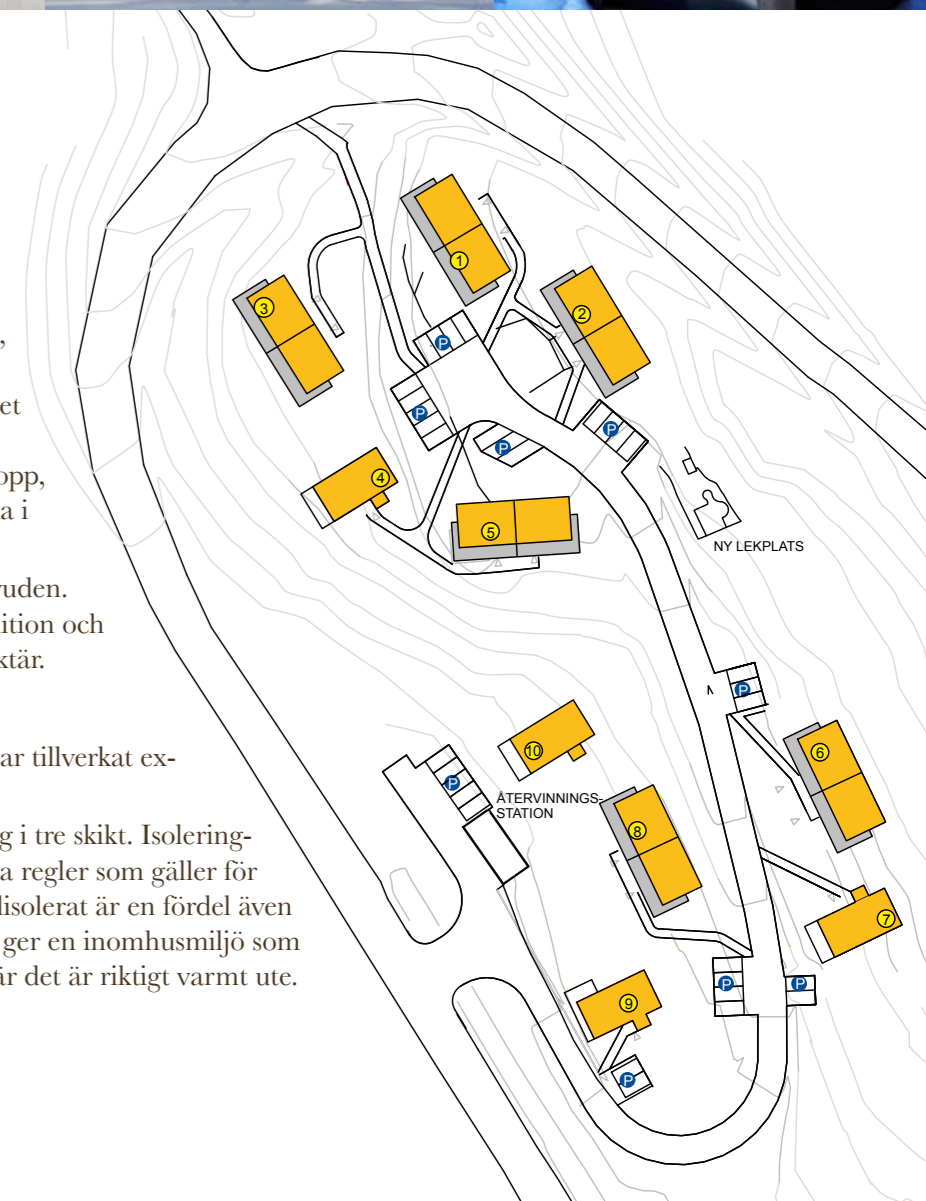 ,
et
opp,
a i
uden.
ition och
ktär.
ar tillverkat ex-
g i tre skikt. Isolering-
a regler som gäller för
lisolerat är en fördel även
ger en inomhusmiljö som
är det är riktigt varmt ute.
1
3
2
P
P
P
P
4
5
NY LEKPLATS
P
10
6
P
ÅTERVINNINGS-
STATION
8
7
P
P
9
P